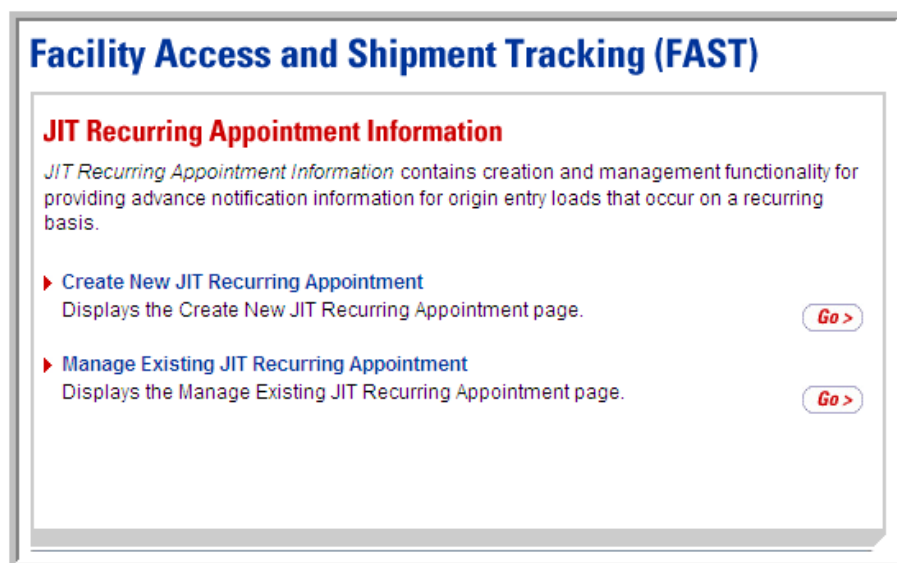 Facility Access and Shipment Tracking (FAST)
JIT Recurring Appointment Information
JIT Recurring Appointment Information contains creation and management functionality for
providing advance notification information for origin entry loads that occur on a recurring
basis.
Create New JIT Recurring Appointment
Displays the Create New JIT Recurring Appointment page.
Go >
Manage Existing JIT Recurring Appointment
Displays the Manage Existing JIT Recurring Appointment page.
Go >